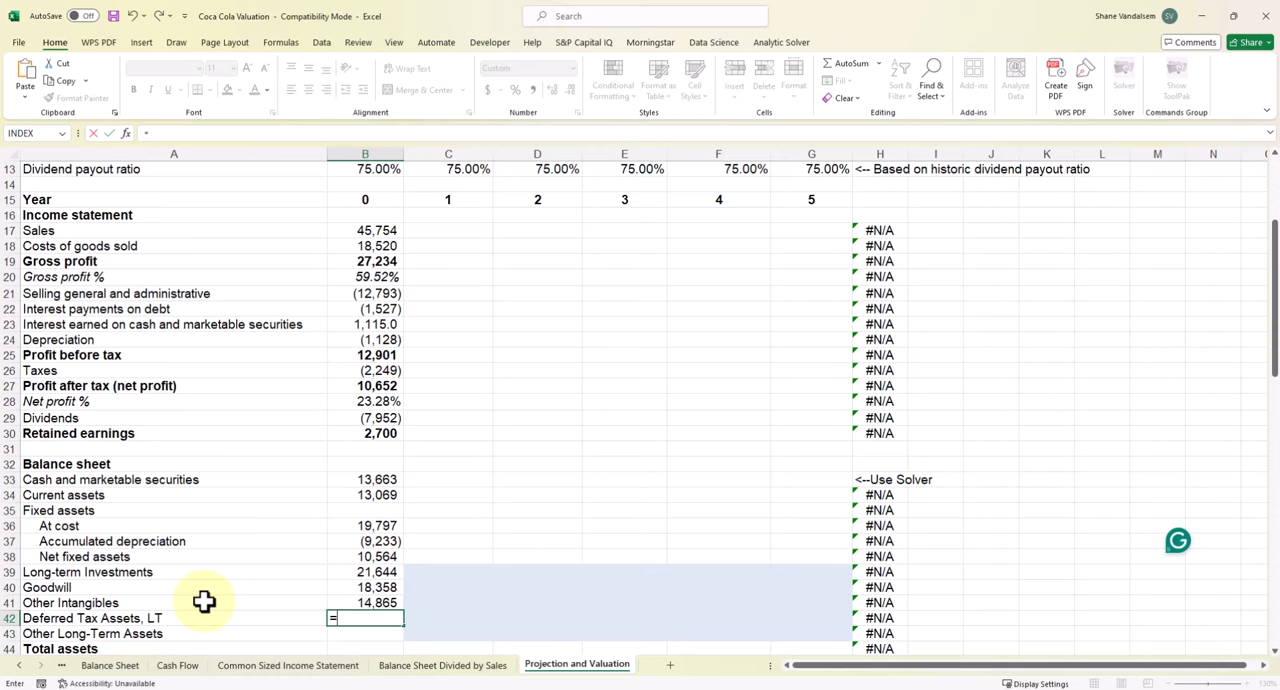 AutoSave Off Coca Cola Valuation - Compatibility Mode - Excel Search Shane Vandalsem SV
File Home WPS PDF Insert Draw Page Layout Formulas Data Review View Automate Developer Help S&P Capital IQ Morningstar Data Science Analytic Solver Comments Share
Paste Cut Copy Format Painter Clipboard
11 A A B I U A Font
Wrap Text Merge & Center Alignment
Custom $ % Number
Conditional Formatting Format as Table Cell Styles Styles
Insert Delete Format Cells
AutoSum Fill Clear Sort & Filter Find & Select Editing
Add-ins Add-ins
Analyze Data
Create PDF Sign WPS PDF
Solver Solver
Show ToolPak Commands Group
INDEX fx =
A B C D E F G H I J K L M N
13 Dividend payout ratio 75.00% 75.00% 75.00% 75.00% 75.00% 75.00% <-- Based on historic dividend payout ratio
14
15 Year 0 1 2 3 4 5
16 Income statement
17 Sales 45,754 #N/A
18 Costs of goods sold 18,520 #N/A
19 Gross profit 27,234 #N/A
20 Gross profit % 59.52% #N/A
21 Selling general and administrative (12,793) #N/A
22 Interest payments on debt (1,527) #N/A
23 Interest earned on cash and marketable securities 1,115.0 #N/A
24 Depreciation (1,128) #N/A
25 Profit before tax 12,901 #N/A
26 Taxes (2,249) #N/A
27 Profit after tax (net profit) 10,652 #N/A
28 Net profit % 23.28% #N/A
29 Dividends (7,952) #N/A
30 Retained earnings 2,700 #N/A
31
32 Balance sheet
33 Cash and marketable securities 13,663 <--Use Solver
34 Current assets 13,069 #N/A
35 Fixed assets #N/A
36 At cost 19,797 #N/A
37 Accumulated depreciation (9,233) #N/A
38 Net fixed assets 10,564 #N/A
39 Long-term Investments 21,644 #N/A
40 Goodwill 18,358 #N/A
41 Other Intangibles 14,865 #N/A
42 Deferred Tax Assets, LT = #N/A
43 Other Long-Term Assets #N/A
44 Total assets #N/A
Balance Sheet Cash Flow Common Sized Income Statement Balance Sheet Divided by Sales Projection and Valuation
Enter Accessibility: Unavailable Display Settings 130%